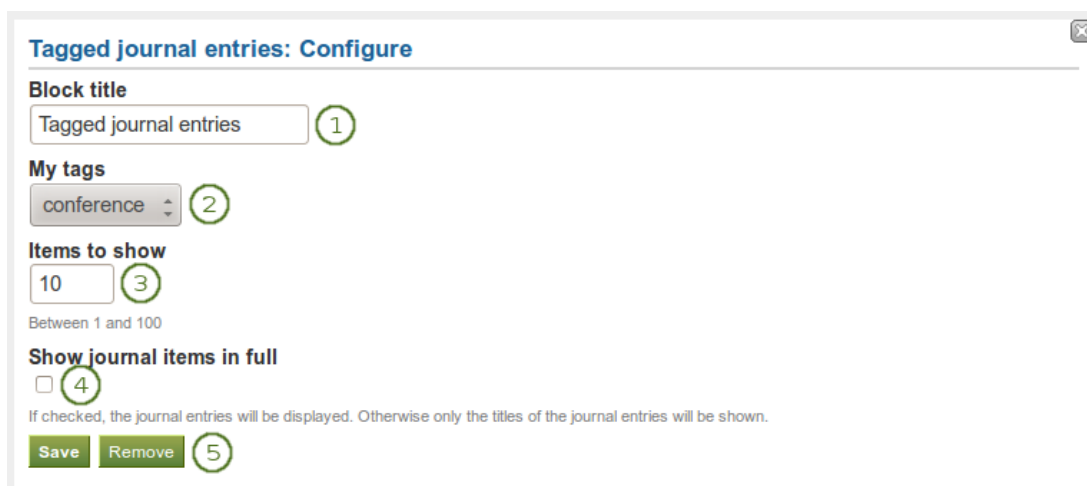 Tagged journal entries: Configure
Block title
Tagged journal entries 1
My tags
conference 2
Items to show
10 3
Between 1 and 100
Show journal items in full
4
If checked, the journal entries will be displayed. Otherwise only the titles of the journal entries will be shown.
Save Remove 5